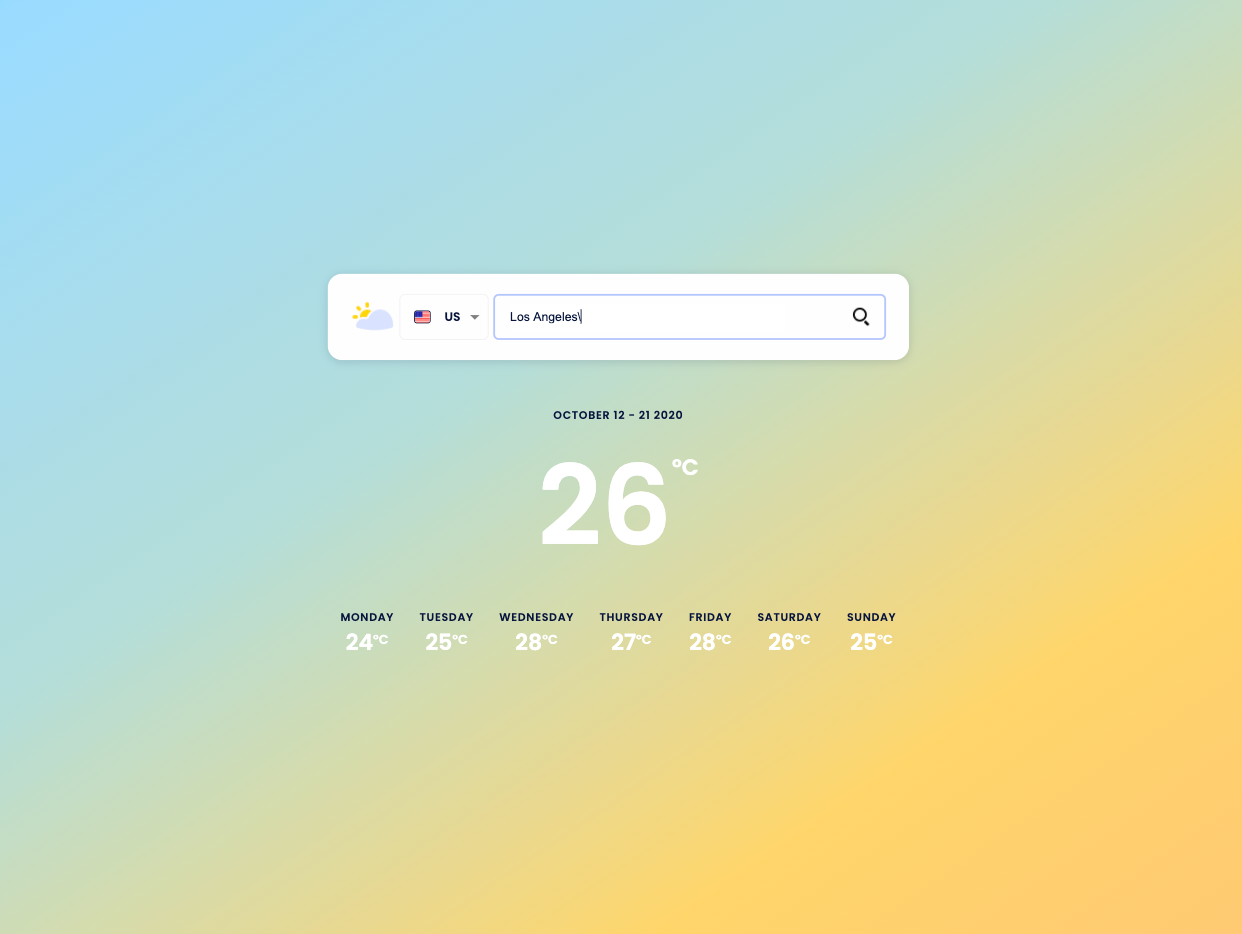 US
Los Angeles\
OCTOBER 12 - 21 2020
26 °C
MONDAY TUESDAY WEDNESDAY THURSDAY FRIDAY SATURDAY SUNDAY
24°C 25°C 28°C 27°C 28°C 26°C 25°C